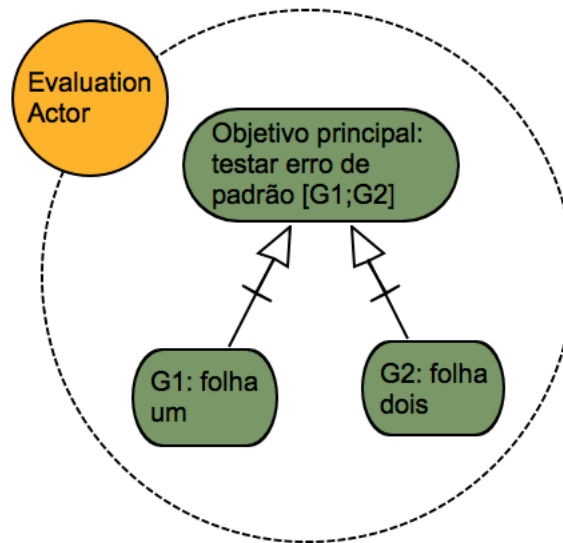 Evaluation
Actor
Objetivo principal:
testar erro de
padrão [G1;G2]
G1: folha
um
G2: folha
dois